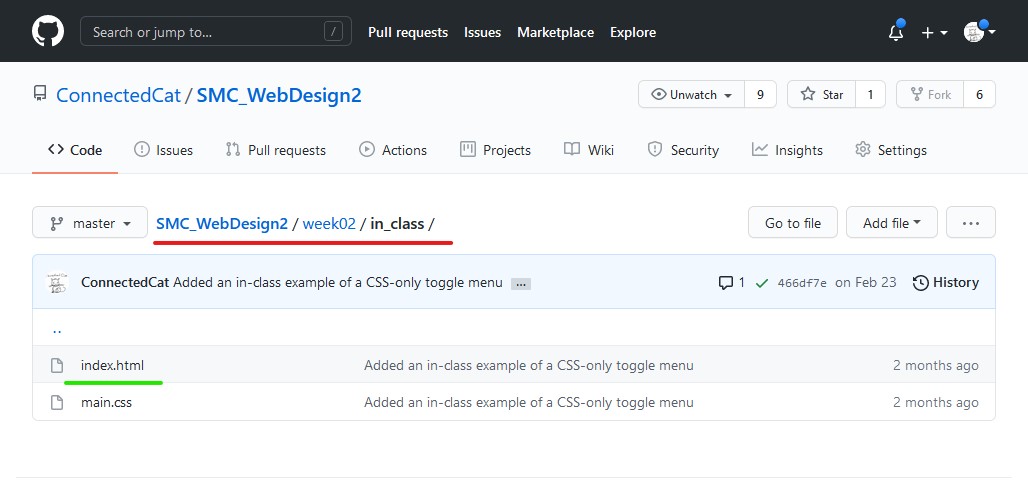 Search or jump to... / Pull requests Issues Marketplace Explore
ConnectedCat / SMC_WebDesign2 Unwatch 9 Star 1 Fork 6
Code Issues Pull requests Actions Projects Wiki Security Insights Settings
master SMC_WebDesign2 / week02 / in_class / Go to file Add file ...
ConnectedCat Added an in-class example of a CSS-only toggle menu ... 1 466df7e on Feb 23 History
..
index.html Added an in-class example of a CSS-only toggle menu 2 months ago
main.css Added an in-class example of a CSS-only toggle menu 2 months ago